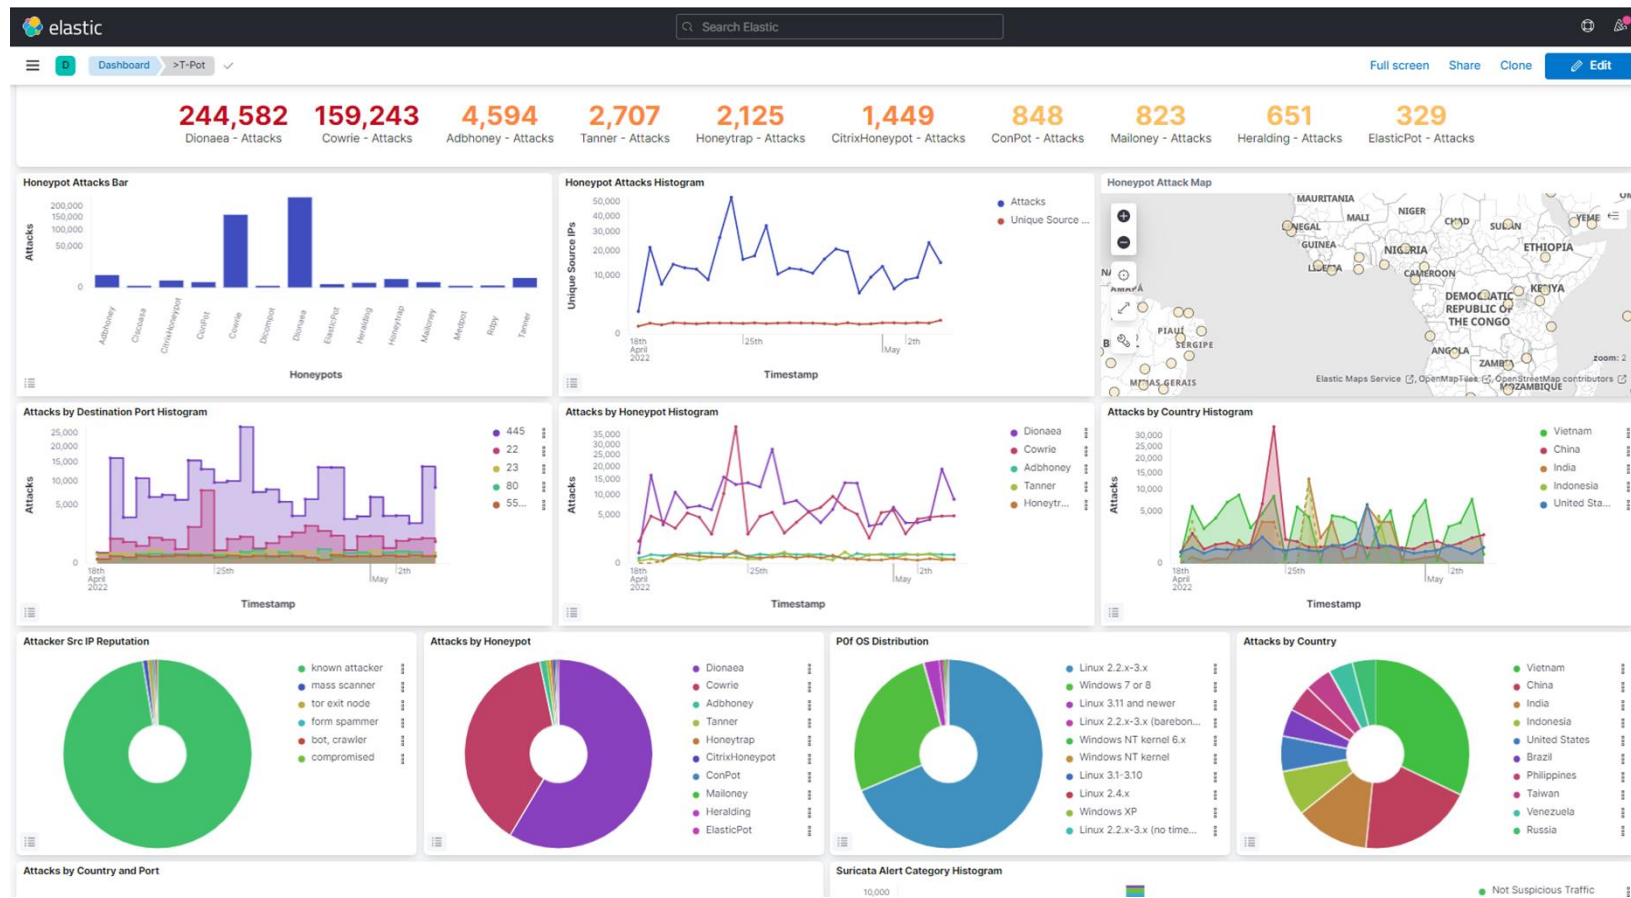 elastic
Search Elastic
D
Dashboard
>T-Pot
Full screen
Share
Clone
Edit
244,582
Dionaea - Attacks
159,243
Cowrie - Attacks
4,594
Adbhoney - Attacks
2,707
Tanner - Attacks
2,125
Honeytrap - Attacks
1,449
CitrixHoneypot - Attacks
848
ConPot - Attacks
823
Mailoney - Attacks
651
Heralding - Attacks
329
ElasticPot - Attacks
Honeypot Attacks Bar
Attacks
200,000
150,000
100,000
50,000
0
Adbhoney
Ciscoasa
CitrixHoneypot
ConPot
Cowrie
Dicompot
Dionaea
ElasticPot
Heralding
Honeytrap
Mailoney
Medpot
Rdpy
Tanner
Honeypots
Honeypot Attacks Histogram
Unique Source IPs
50,000
40,000
30,000
20,000
10,000
0
18th
April
2022
25th
May
2th
Timestamp
Attacks
Unique Source ...
Honeypot Attack Map
MAURITANIA
MALI
NIGER
CHAD
SUDAN
YEME
SENEGAL
GUINEA
NIGERIA
ETHIOPIA
LIBERIA
CAMEROON
AMAPÁ
KENYA
DEMOCRATIC
REPUBLIC OF
THE CONGO
PIAUÍ
SERGIPE
ANGOLA
ZAMBIA
MINAS GERAIS
MOZAMBIQUE
zoom: 2
Elastic Maps Service , OpenMapTiles , OpenStreetMap contributors
Attacks by Destination Port Histogram
Attacks
25,000
20,000
15,000
10,000
5,000
0
18th
April
2022
25th
May
2th
Timestamp
445
22
23
80
55...
Attacks by Honeypot Histogram
Attacks
35,000
30,000
25,000
20,000
15,000
10,000
5,000
0
18th
April
2022
25th
May
2th
Timestamp
Dionaea
Cowrie
Adbhoney
Tanner
Honeytr...
Attacks by Country Histogram
Attacks
30,000
25,000
20,000
15,000
10,000
5,000
0
18th
April
2022
25th
May
2th
Timestamp
Vietnam
China
India
Indonesia
United Sta...
Attacker Src IP Reputation
known attacker
mass scanner
tor exit node
form spammer
bot, crawler
compromised
Attacks by Honeypot
Dionaea
Cowrie
Adbhoney
Tanner
Honeytrap
CitrixHoneypot
ConPot
Mailoney
Heralding
ElasticPot
P0f OS Distribution
Linux 2.2.x-3.x
Windows 7 or 8
Linux 3.11 and newer
Linux 2.2.x-3.x (barebon...
Windows NT kernel 6.x
Windows NT kernel
Linux 3.1-3.10
Linux 2.4.x
Windows XP
Linux 2.2.x-3.x (no time...
Attacks by Country
Vietnam
China
India
Indonesia
United States
Brazil
Philippines
Taiwan
Venezuela
Russia
Attacks by Country and Port
Suricata Alert Category Histogram
10,000
Not Suspicious Traffic